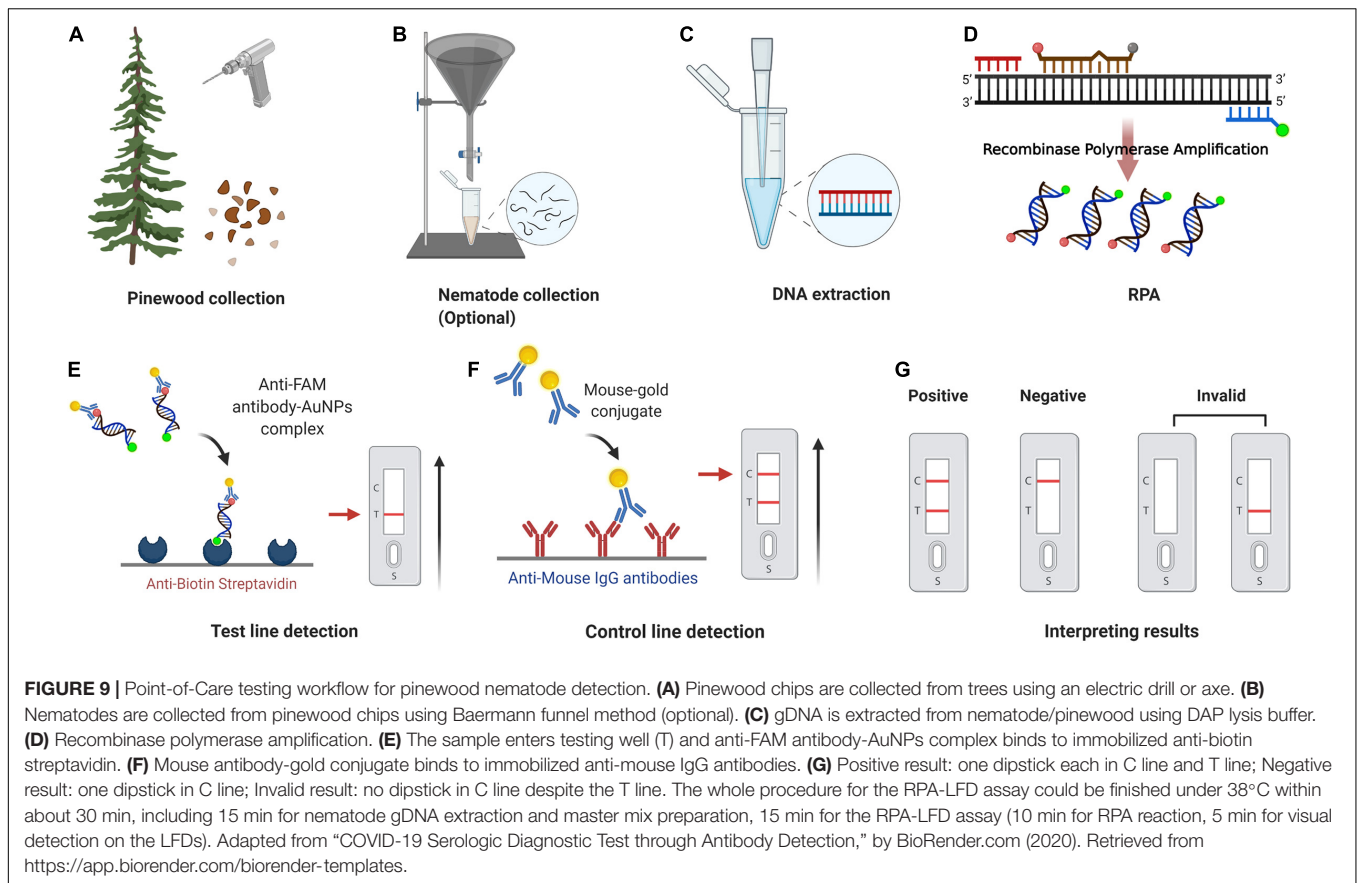 A
Pinewood collection
B
Nematode collection
(Optional)
C
DNA extraction
D
5’
3’
3’
5’
Recombinase Polymerase Amplification
RPA
E
Anti-FAM
antibody-AuNPs
complex
Anti-Biotin Streptavidin
C
T
S
Test line detection
F
Mouse-gold
conjugate
Anti-Mouse IgG antibodies
C
T
S
Control line detection
G
Positive
Negative
Invalid
C
T
S
C
T
S
C
T
S
C
T
S
Interpreting results
FIGURE 9 | Point-of-Care testing workflow for pinewood nematode detection. (A) Pinewood chips are collected from trees using an electric drill or axe. (B)
Nematodes are collected from pinewood chips using Baermann funnel method (optional). (C) gDNA is extracted from nematode/pinewood using DAP lysis buffer.
(D) Recombinase polymerase amplification. (E) The sample enters testing well (T) and anti-FAM antibody-AuNPs complex binds to immobilized anti-biotin
streptavidin. (F) Mouse antibody-gold conjugate binds to immobilized anti-mouse IgG antibodies. (G) Positive result: one dipstick each in C line and T line; Negative
result: one dipstick in C line; Invalid result: no dipstick in C line despite the T line. The whole procedure for the RPA-LFD assay could be finished under 38°C within
about 30 min, including 15 min for nematode gDNA extraction and master mix preparation, 15 min for the RPA-LFD assay (10 min for RPA reaction, 5 min for visual
detection on the LFDs). Adapted from “COVID-19 Serologic Diagnostic Test through Antibody Detection,” by BioRender.com (2020). Retrieved from
https://app.biorender.com/biorender-templates.